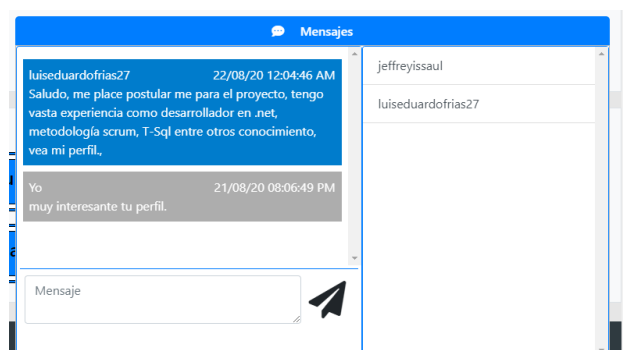 Mensajes
luiseduardofrias27 22/08/20 12:04:46 AM
Saludo, me place postular me para el proyecto, tengo
vasta experiencia como desarrollador en .net,
metodología scrum, T-Sql entre otros conocimiento,
vea mi perfil.,
Yo 21/08/20 08:06:49 PM
muy interesante tu perfil.
Mensaje
jeffreyissaul
luiseduardofrias27